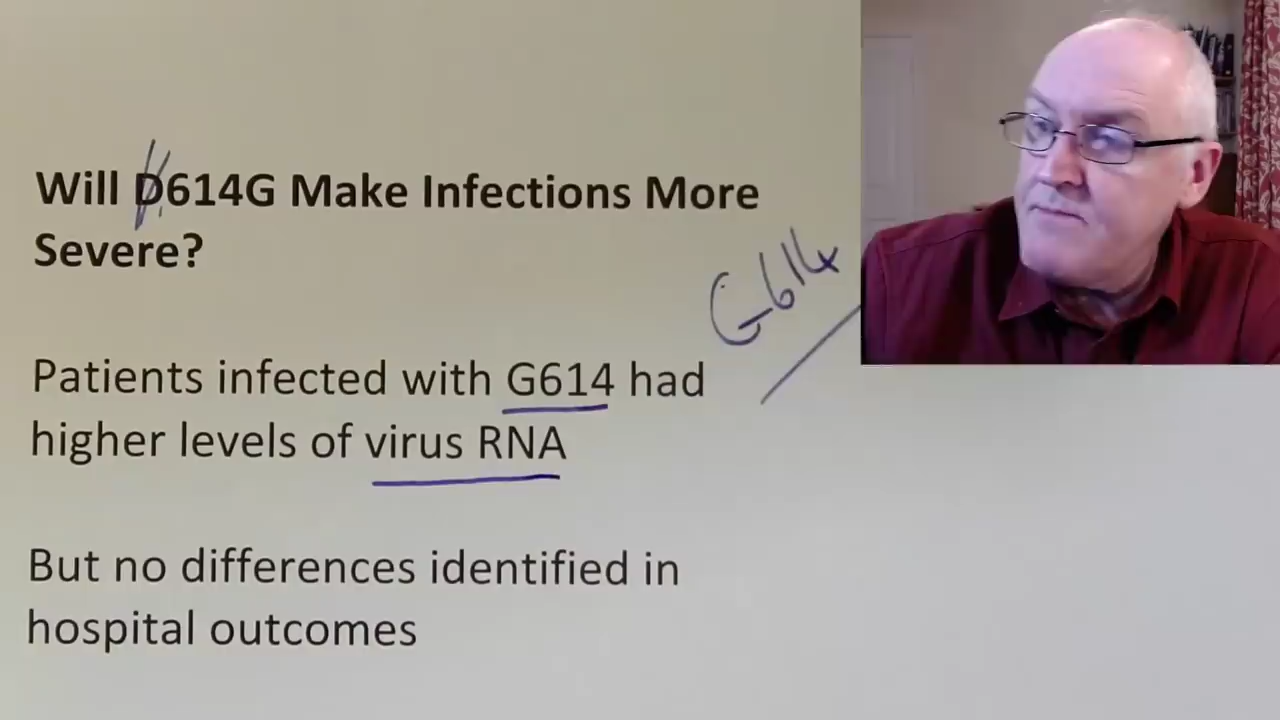 Will D614G Make Infections More
Severe?
G614
Patients infected with G614 had
higher levels of virus RNA
But no differences identified in
hospital outcomes